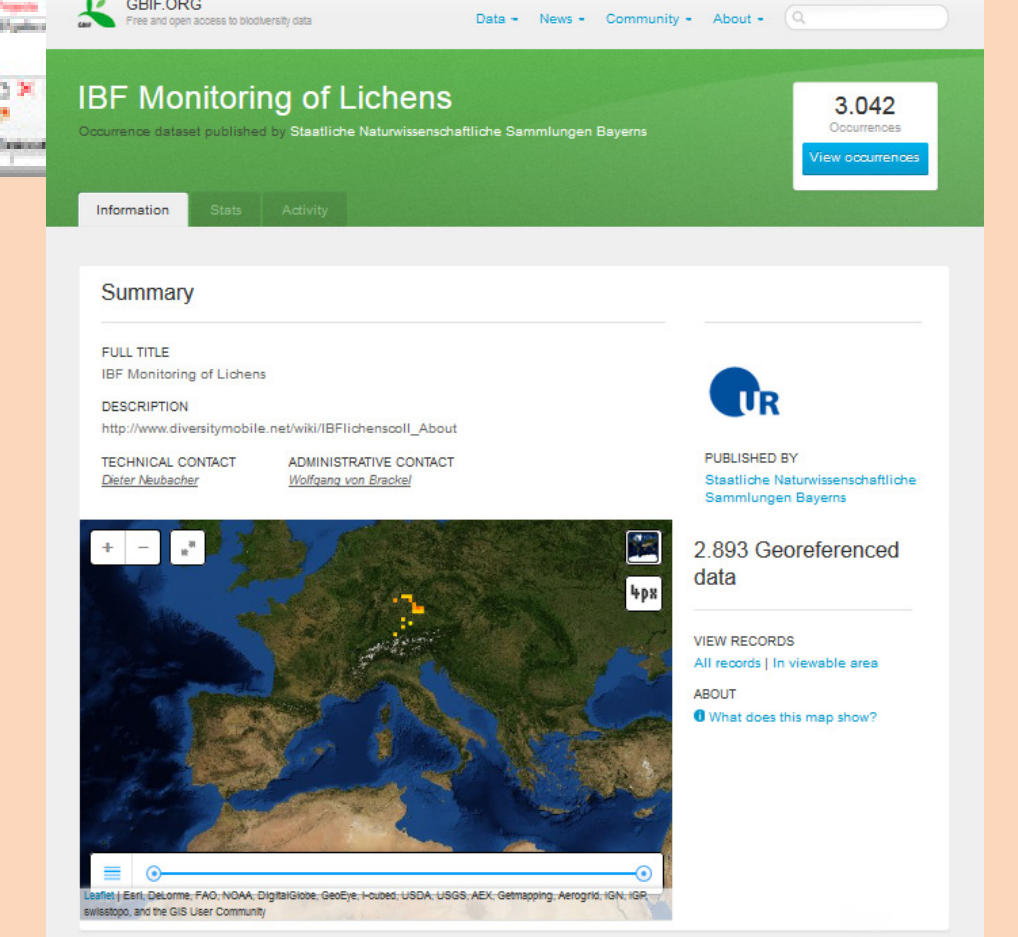 GBIF.ORG
Free and open access to biodiversity data
GBIF
Data
News
Community
About
IBF Monitoring of Lichens
Occurrence dataset published by Staatliche Naturwissenschaftliche Sammlungen Bayerns
3.042
Occurrences
View occurrences
Information
Stats
Activity
Summary
FULL TITLE
IBF Monitoring of Lichens
DESCRIPTION
http://www.diversitymobile.net/wiki/IBFlichenscoll_About
TECHNICAL CONTACT
Dieter Neubacher
ADMINISTRATIVE CONTACT
Wolfgang von Brackel
UR
PUBLISHED BY
Staatliche Naturwissenschaftliche
Sammlungen Bayerns
2.893 Georeferenced
data
VIEW RECORDS
All records | In viewable area
ABOUT
What does this map show?
+ −
4px
Leaflet | Esri, DeLorme, FAO, NOAA, DigitalGlobe, GeoEye, i-cubed, USDA, USGS, AEX, Getmapping, Aerogrid, IGN, IGP,
swisstopo, and the GIS User Community